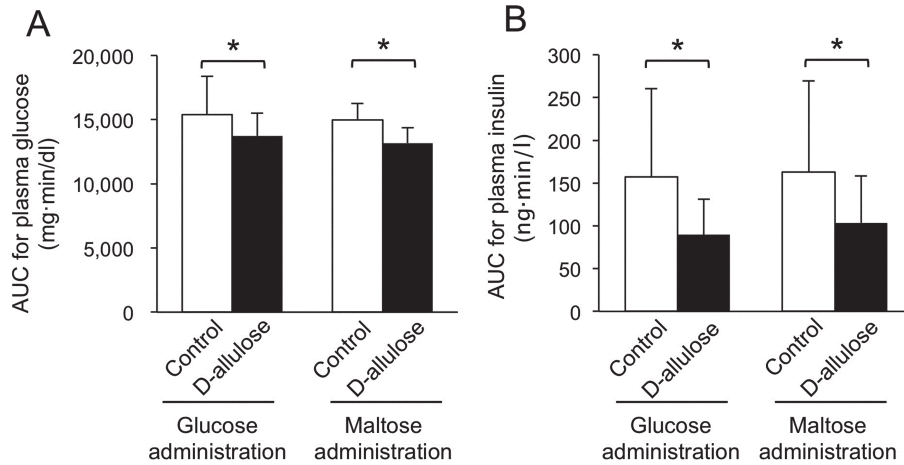 A
AUC for plasma glucose
(mg·min/dl)
20,000
15,000
10,000
5,000
0
*
*
Control
D-allulose
Control
D-allulose
Glucose
administration
Maltose
administration
B
AUC for plasma insulin
(ng·min/l)
300
250
200
150
100
50
0
*
*
Control
D-allulose
Control
D-allulose
Glucose
administration
Maltose
administration